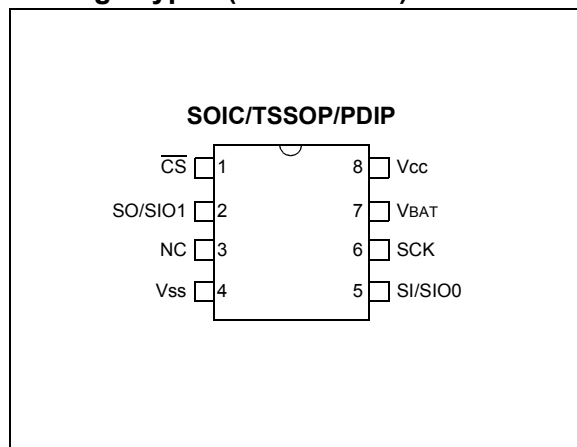 SOIC/TSSOP/PDIP
CS 1 8 Vcc
SO/SIO1 2 7 VBAT
NC 3 6 SCK
Vss 4 5 SI/SIO0